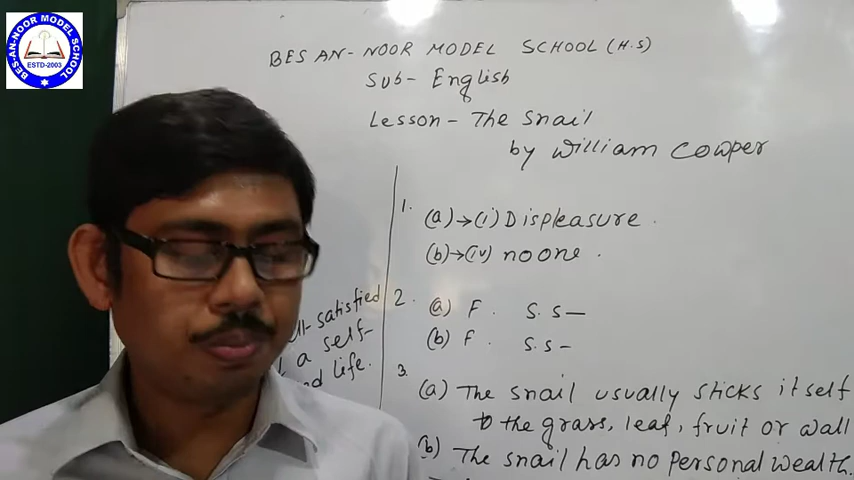 BES-AN-NOOR MODEL SCHOOL
ESTD-2003
BES AN-NOOR MODEL SCHOOL (H.S)
Sub- English
Lesson - The Snail
by William Cowper
1. (a)→(i) Displeasure.
(b)→(iv) no one.
satisfied
a self-
life.
2. (a) F. S.S—
(b) F. S.S-
3. (a) The snail usually sticks itself
to the grass, leaf, fruit or wall
(b) The snail has no personal wealth.